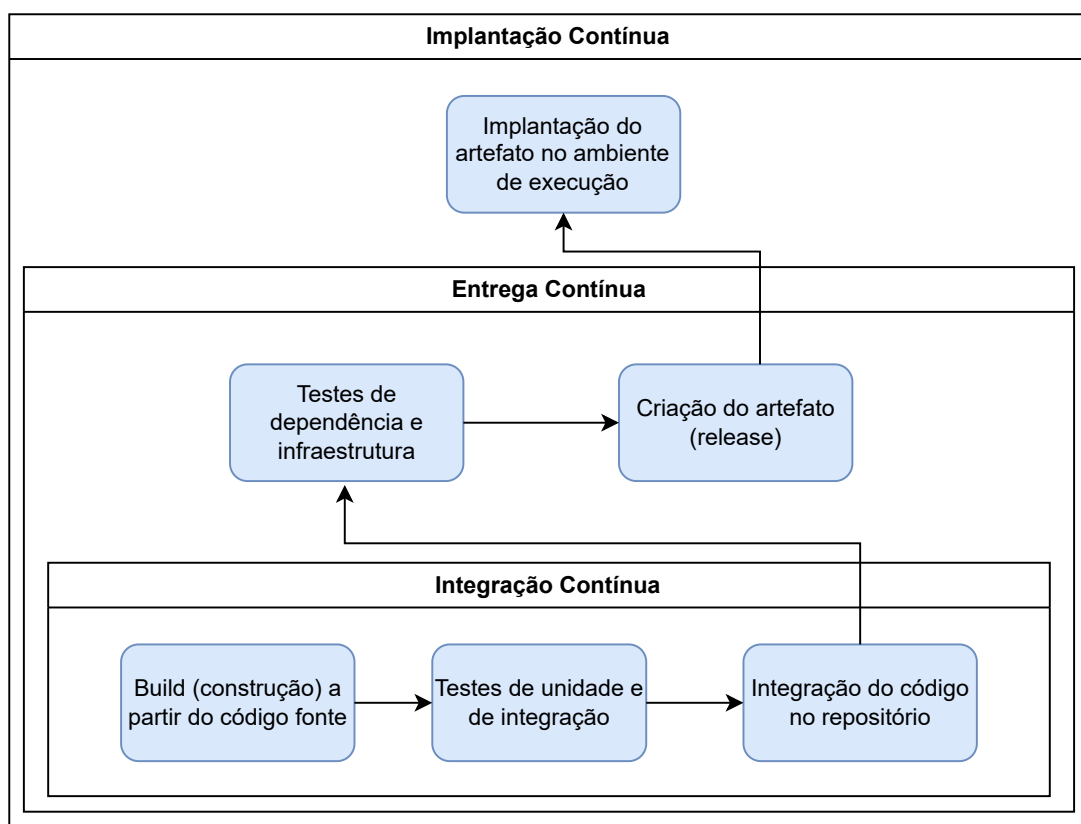 Implantação Contínua
Implantação do
artefato no ambiente
de execução
Entrega Contínua
Testes de
dependência e
infraestrutura
Criação do artefato
(release)
Integração Contínua
Build (construção) a
partir do código fonte
Testes de unidade e
de integração
Integração do código
no repositório